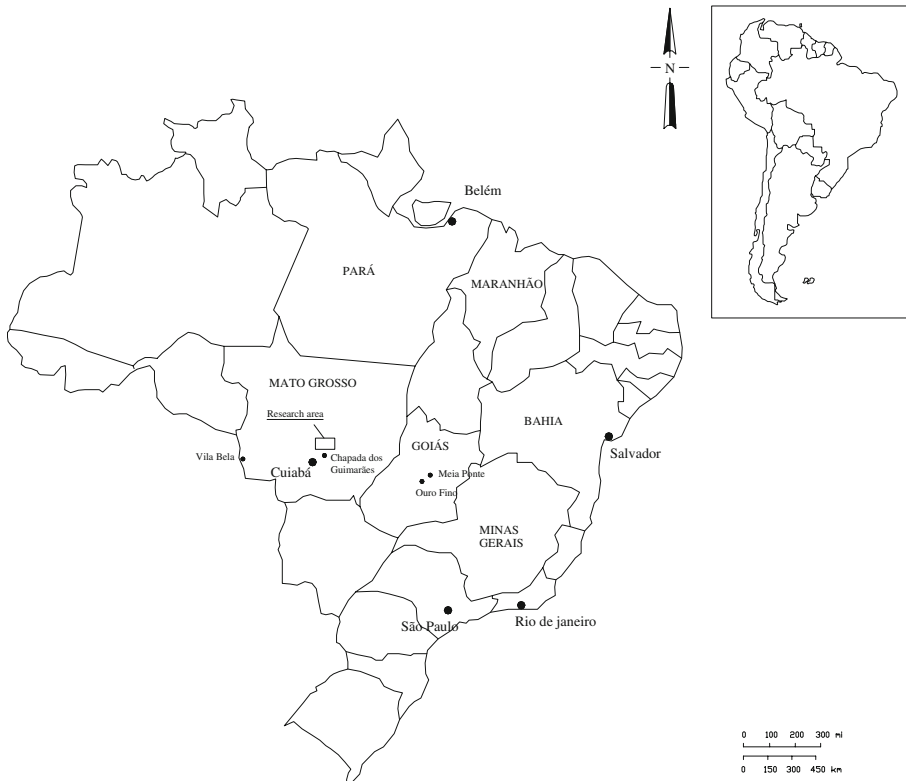 N
Belém
PARÁ
MARANHÃO
MATO GROSSO
Research area
BAHIA
GOIÁS
Salvador
Vila Bela
Cuiabá
Chapada dos
Guimarães
Meia Ponte
Ouro Fino
MINAS
GERAIS
São Paulo
Rio de janeiro
0 100 200 300 mi
0 150 300 450 km